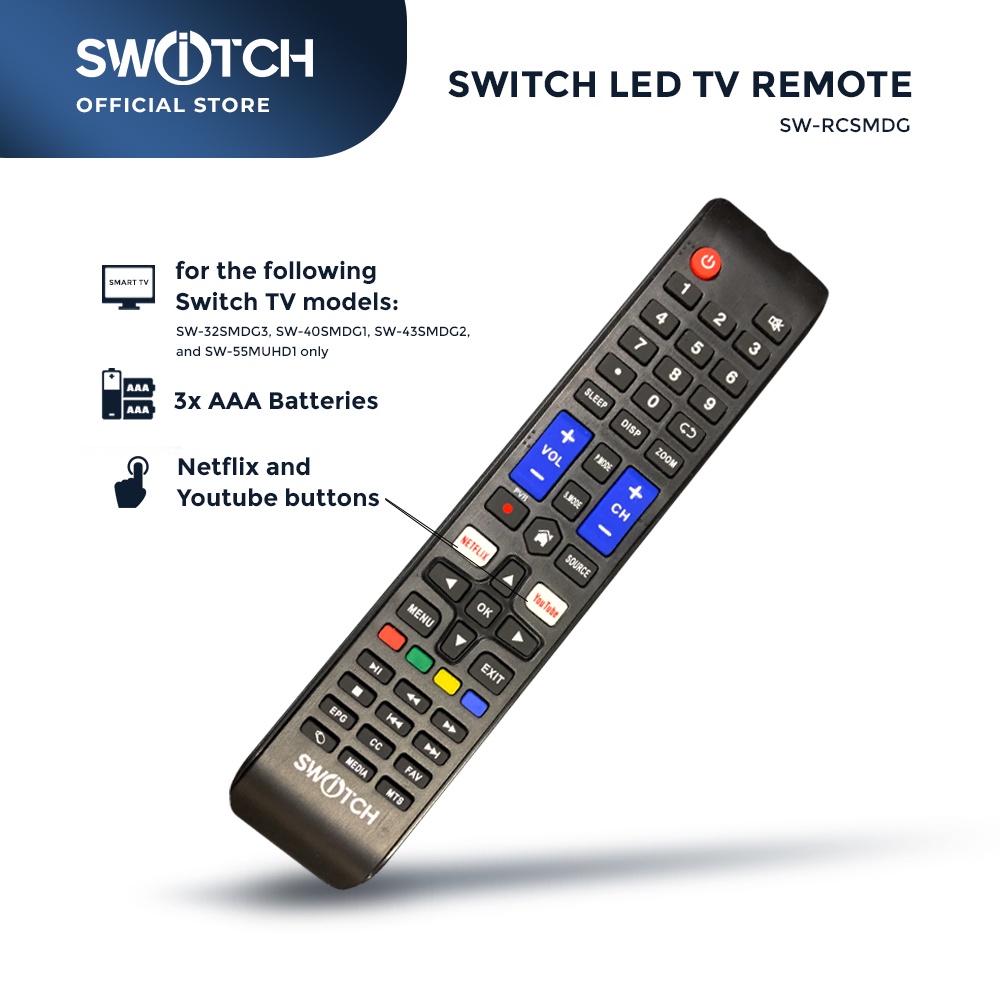 SWiTCH
OFFICIAL STORE
SWITCH LED TV REMOTE
SW-RCSMDG
SMART TV
for the following
Switch TV models:
SW-32SMDG3, SW-40SMDG1, SW-43SMDG2,
and SW-55MUHD1 only
AAA
AAA
3x AAA Batteries
Netflix and
Youtube buttons
1
2
3
4
5
6
7
8
9
0
SLEEP
DISP
ZOOM
+
VOL
−
P.MODE
S.MODE
+
CH
−
PVR
SOURCE
NETFLIX
YouTube
OK
MENU
EXIT
EPG
CC
FAV
MEDIA
MTS
SWiTCH